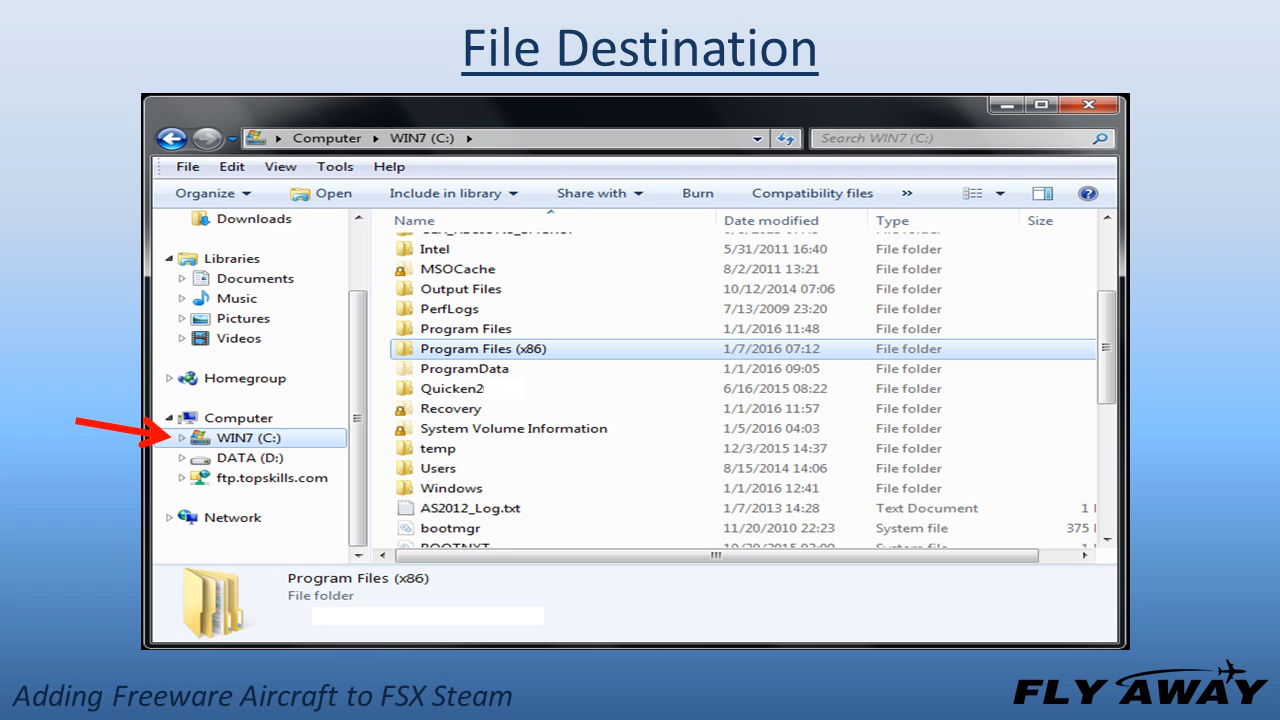 File Destination
Computer WIN7 (C:)
Search WIN7 (C:)
File Edit View Tools Help
Organize Open Include in library Share with Burn Compatibility files »
Name Date modified Type Size
Intel 5/31/2011 16:40 File folder
MSOCache 8/2/2011 13:21 File folder
Output Files 10/12/2014 07:06 File folder
PerfLogs 7/13/2009 23:20 File folder
Program Files 1/1/2016 11:48 File folder
Program Files (x86) 1/7/2016 07:12 File folder
ProgramData 1/1/2016 09:05 File folder
Quicken2 6/16/2015 08:22 File folder
Recovery 1/1/2016 11:57 File folder
System Volume Information 1/5/2016 04:03 File folder
temp 12/3/2015 14:37 File folder
Users 8/15/2014 14:06 File folder
Windows 1/1/2016 12:41 File folder
AS2012_Log.txt 1/7/2013 14:28 Text Document 1
bootmgr 11/20/2010 22:23 System file 375
Downloads
Libraries
Documents
Music
Pictures
Videos
Homegroup
Computer
WIN7 (C:)
DATA (D:)
ftp.topskills.com
Network
Program Files (x86)
File folder
Adding Freeware Aircraft to FSX Steam
FLY AWAY